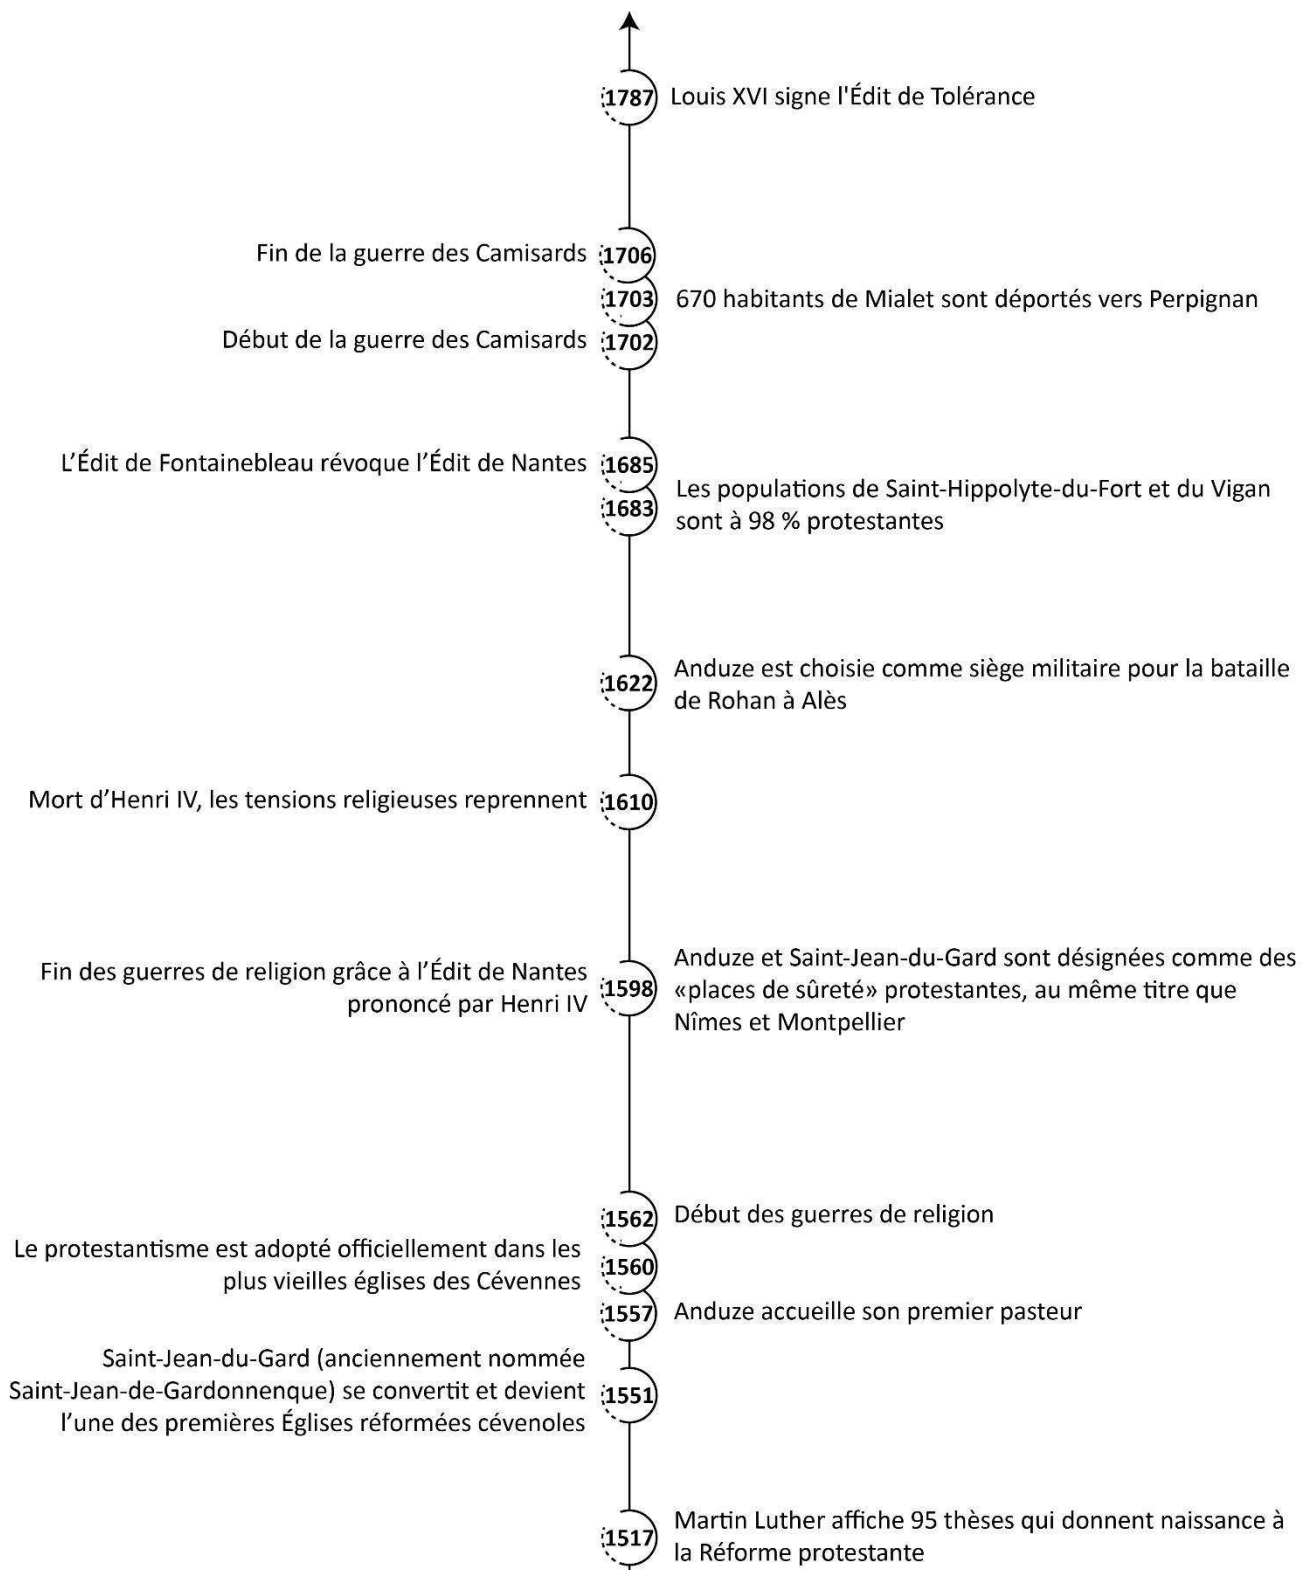 1787
Louis XVI signe l'Édit de Tolérance
Fin de la guerre des Camisards
1706
1703
670 habitants de Mialet sont déportés vers Perpignan
Début de la guerre des Camisards
1702
L’Édit de Fontainebleau révoque l’Édit de Nantes
1685
1683
Les populations de Saint-Hippolyte-du-Fort et du Vigan
sont à 98 % protestantes
1622
Anduze est choisie comme siège militaire pour la bataille
de Rohan à Alès
Mort d’Henri IV, les tensions religieuses reprennent
1610
Fin des guerres de religion grâce à l’Édit de Nantes
prononcé par Henri IV
1598
Anduze et Saint-Jean-du-Gard sont désignées comme des
«places de sûreté» protestantes, au même titre que
Nîmes et Montpellier
1562
Début des guerres de religion
Le protestantisme est adopté officiellement dans les
plus vieilles églises des Cévennes
1560
1557
Anduze accueille son premier pasteur
Saint-Jean-du-Gard (anciennement nommée
Saint-Jean-de-Gardonnenque) se convertit et devient
l’une des premières Églises réformées cévenoles
1551
1517
Martin Luther affiche 95 thèses qui donnent naissance à
la Réforme protestante